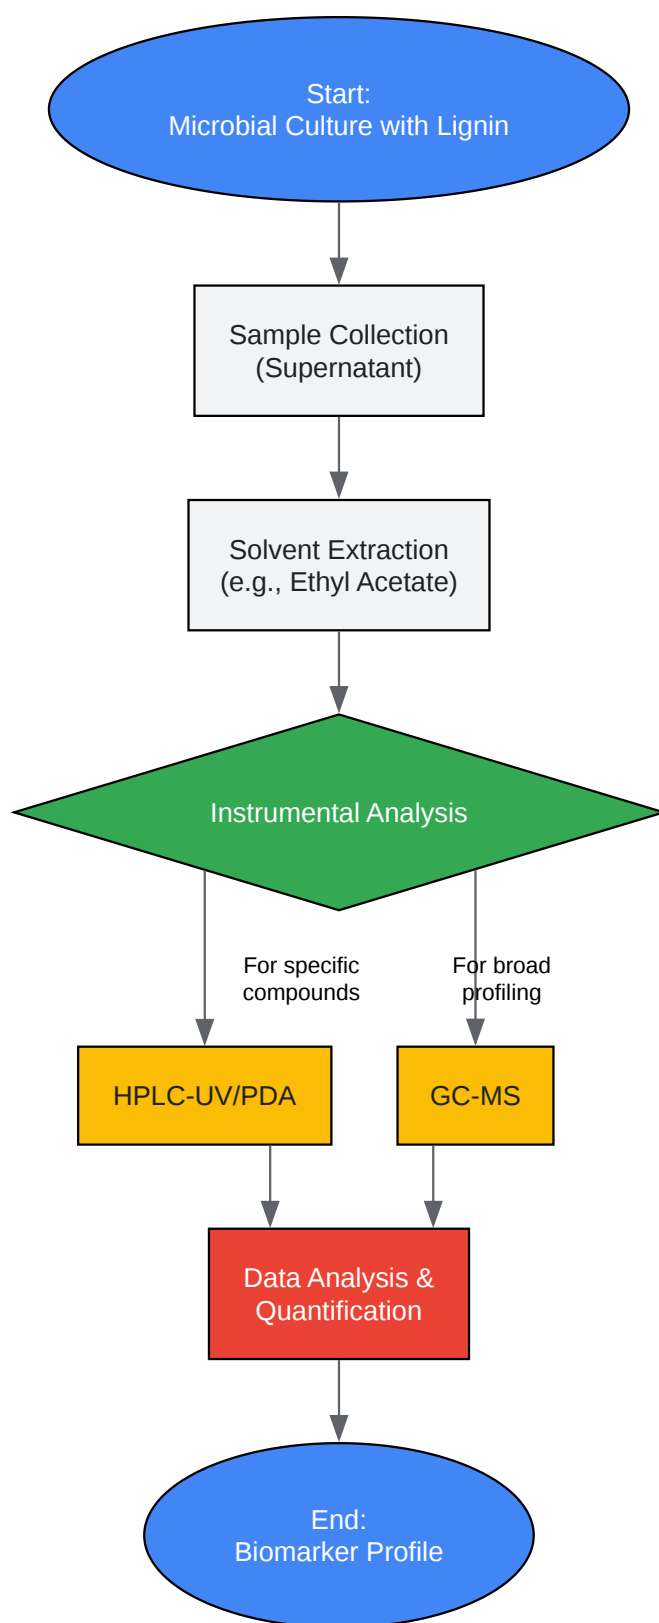 Start:
Microbial Culture with Lignin
Sample Collection
(Supernatant)
Solvent Extraction
(e.g., Ethyl Acetate)
Instrumental Analysis
For specific
compounds
For broad
profiling
HPLC-UV/PDA
GC-MS
Data Analysis &
Quantification
End:
Biomarker Profile